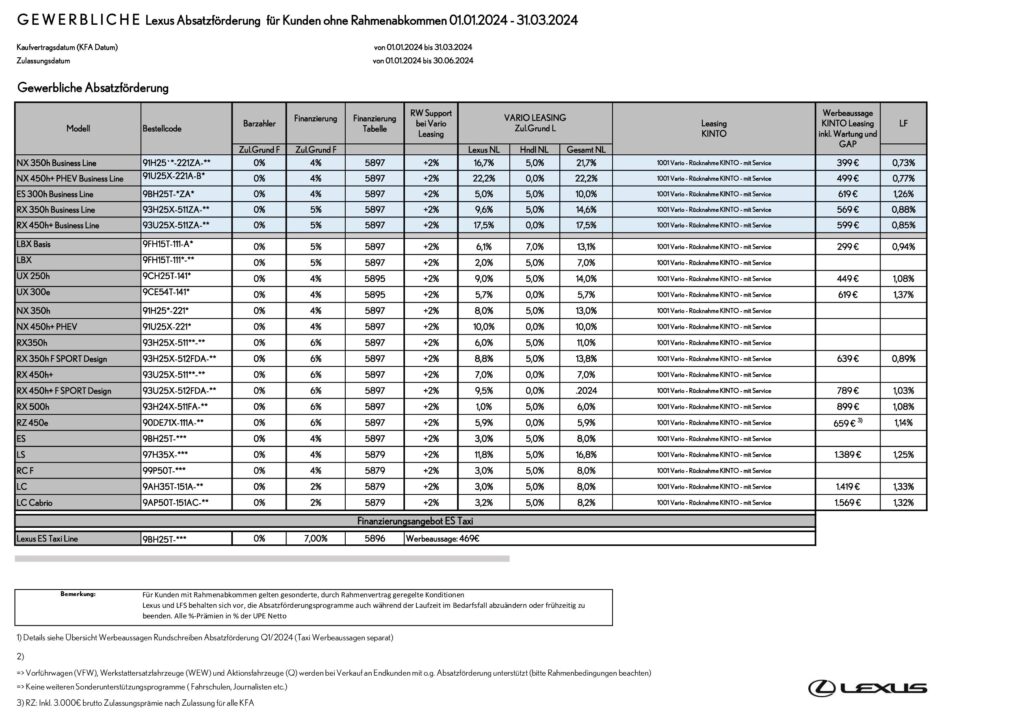 GEWERBLICHE Lexus Absatzförderung für Kunden ohne Rahmenabkommen 01.01.2024 - 31.03.2024
Kaufvertragsdatum (KFA Datum) von 01.01.2024 bis 31.03.2024
Zulassungsdatum von 01.01.2024 bis 30.06.2024
Gewerbliche Absatzförderung
Modell Bestellcode Barzahler Finanzierung Finanzierung Tabelle RW Support bei Vario Leasing VARIO LEASING Zul.Grund L Leasing KINTO Werbeaussage KINTO Leasing inkl. Wartung und GAP LF
Zul.Grund F Zul.Grund F Lexus NL Hndl NL Gesamt NL
NX 350h Business Line 91H25´*-221ZA-** 0% 4% 5897 +2% 16,7% 5,0% 21,7% 1001 Vario - Rücknahme KINTO - mit Service 399 € 0,73%
NX 450h+ PHEV Business Line 91U25X-221A-B* 0% 4% 5897 +2% 22,2% 0,0% 22,2% 1001 Vario - Rücknahme KINTO - mit Service 499 € 0,77%
ES 300h Business Line 9BH25T-*ZA* 0% 4% 5897 +2% 5,0% 5,0% 10,0% 1001 Vario - Rücknahme KINTO - mit Service 619 € 1,26%
RX 350h Business Line 93H25X-511ZA-** 0% 5% 5897 +2% 9,6% 5,0% 14,6% 1001 Vario - Rücknahme KINTO - mit Service 569 € 0,88%
RX 450h+ Business Line 93U25X-511ZA-** 0% 5% 5897 +2% 17,5% 0,0% 17,5% 1001 Vario - Rücknahme KINTO - mit Service 599 € 0,85%
LBX Basis 9FH15T-111-A* 0% 5% 5897 +2% 6,1% 7,0% 13,1% 1001 Vario - Rücknahme KINTO - mit Service 299 € 0,94%
LBX 9FH15T-111*-** 0% 5% 5897 +2% 2,0% 5,0% 7,0% 1001 Vario - Rücknahme KINTO - mit Service
UX 250h 9CH25T-141* 0% 4% 5895 +2% 9,0% 5,0% 14,0% 1001 Vario - Rücknahme KINTO - mit Service 449 € 1,08%
UX 300e 9CE54T-141* 0% 4% 5895 +2% 5,7% 0,0% 5,7% 1001 Vario - Rücknahme KINTO - mit Service 619 € 1,37%
NX 350h 91H25*-221* 0% 4% 5897 +2% 8,0% 5,0% 13,0% 1001 Vario - Rücknahme KINTO - mit Service
NX 450h+ PHEV 91U25X-221* 0% 4% 5897 +2% 10,0% 0,0% 10,0% 1001 Vario - Rücknahme KINTO - mit Service
RX350h 93H25X-511**-** 0% 6% 5897 +2% 6,0% 5,0% 11,0% 1001 Vario - Rücknahme KINTO - mit Service
RX 350h F SPORT Design 93H25X-512FDA-** 0% 6% 5897 +2% 8,8% 5,0% 13,8% 1001 Vario - Rücknahme KINTO - mit Service 639 € 0,89%
RX 450h+ 93U25X-511**-** 0% 6% 5897 +2% 7,0% 0,0% 7,0% 1001 Vario - Rücknahme KINTO - mit Service
RX 450h+ F SPORT Design 93U25X-512FDA-** 0% 6% 5897 +2% 9,5% 0,0% .2024 1001 Vario - Rücknahme KINTO - mit Service 789 € 1,03%
RX 500h 93H24X-511FA-** 0% 6% 5897 +2% 1,0% 5,0% 6,0% 1001 Vario - Rücknahme KINTO - mit Service 899 € 1,08%
RZ 450e 90DE71X-111A-** 0% 6% 5897 +2% 5,9% 0,0% 5,9% 1001 Vario - Rücknahme KINTO - mit Service 659 € 3) 1,14%
ES 9BH25T-*** 0% 4% 5897 +2% 3,0% 5,0% 8,0% 1001 Vario - Rücknahme KINTO - mit Service
LS 97H35X-*** 0% 4% 5879 +2% 11,8% 5,0% 16,8% 1001 Vario - Rücknahme KINTO - mit Service 1.389 € 1,25%
RC F 99P50T-*** 0% 4% 5879 +2% 3,0% 5,0% 8,0% 1001 Vario - Rücknahme KINTO - mit Service
LC 9AH35T-151A-** 0% 2% 5879 +2% 3,0% 5,0% 8,0% 1001 Vario - Rücknahme KINTO - mit Service 1.419 € 1,33%
LC Cabrio 9AP50T-151AC-** 0% 2% 5879 +2% 3,2% 5,0% 8,2% 1001 Vario - Rücknahme KINTO - mit Service 1.569 € 1,32%
Finanzierungsangebot ES Taxi
Lexus ES Taxi Line 9BH25T-*** 0% 7,00% 5896 Werbeaussage: 469€
Bemerkung: Für Kunden mit Rahmenabkommen gelten gesonderte, durch Rahmenvertrag geregelte Konditionen
Lexus und LFS behalten sich vor, die Absatzförderungsprogramme auch während der Laufzeit im Bedarfsfall abzuändern oder frühzeitig zu
beenden. Alle %-Prämien in % der UPE Netto
1) Details siehe Übersicht Werbeaussagen Rundschreiben Absatzförderung Q1/2024 (Taxi Werbeaussagen separat)
2)
=> Vorführwagen (VFW), Werkstattersatzfahrzeuge (WEW) und Aktionsfahrzeuge (Q) werden bei Verkauf an Endkunden mit o.g. Absatzförderung unterstützt (bitte Rahmenbedingungen beachten)
=> Keine weiteren Sonderunterstützungsprogramme ( Fahrschulen, Journalisten etc.)
3) RZ: Inkl. 3.000€ brutto Zulassungsprämie nach Zulassung für alle KFA
LEXUS